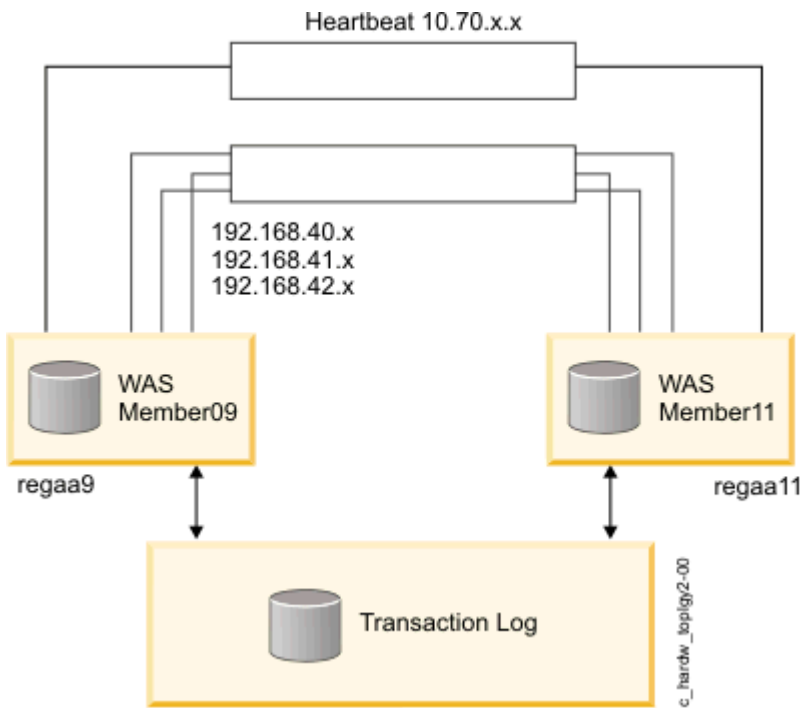 Heartbeat 10.70.x.x
192.168.40.x
192.168.41.x
192.168.42.x
WAS
Member09
WAS
Member11
regaa9
regaa11
Transaction Log
c_hardw_toplgy2-00